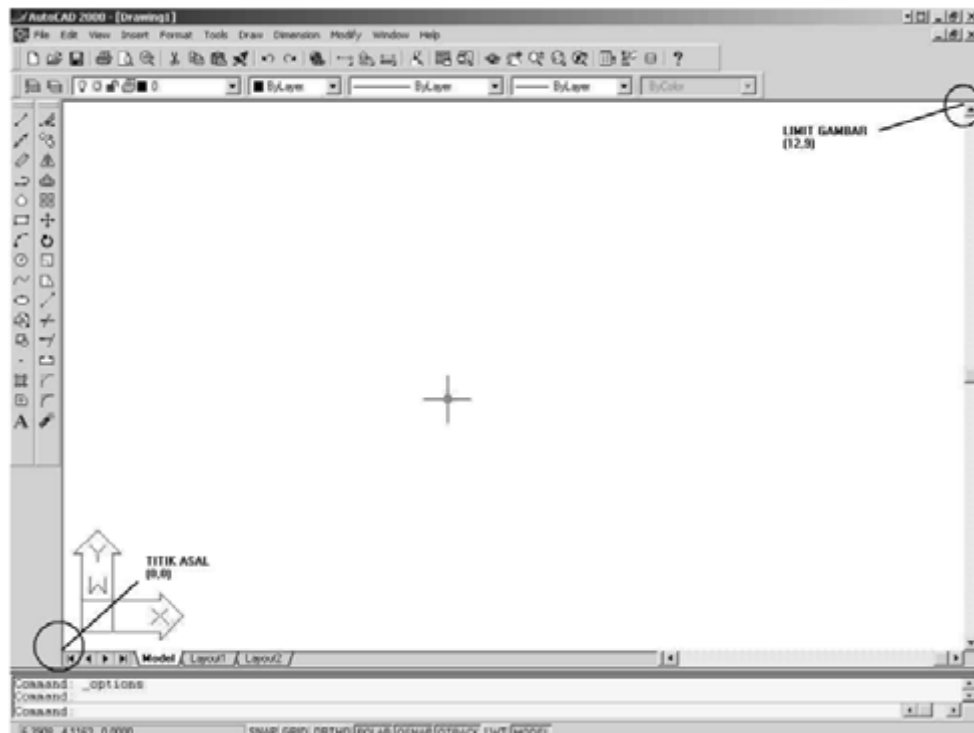 AutoCAD 2000 - [Drawing1]
File Edit View Insert Format Tools Draw Dimension Modify Window Help
0 ByLayer ByLayer ByLayer ByColor
LIMIT GAMBAR
(12,9)
A
Y
W
X
TITIK ASAL
(0,0)
Model Layout1 Layout2
Command: _options
Command:
Command:
SNAP GRID ORTHO POLAR OSNAP OTRACK LWT MODEL